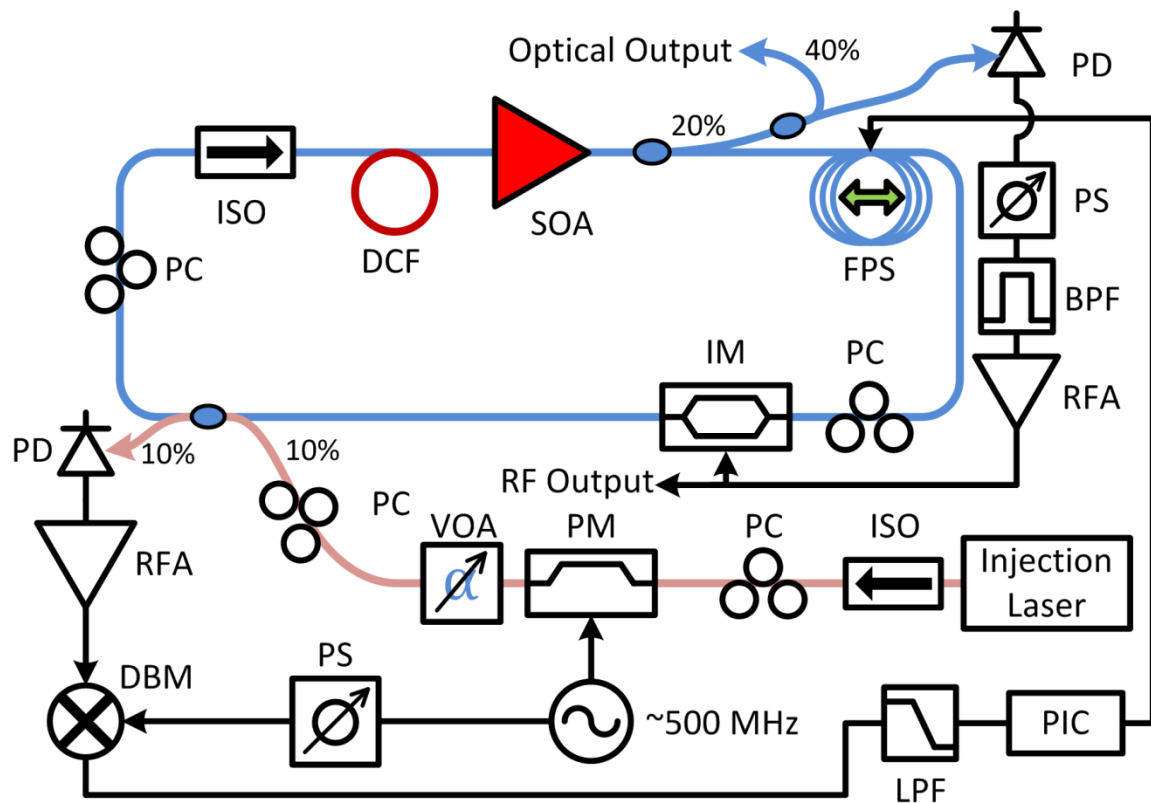 Optical Output
40%
PD
20%
ISO
DCF
SOA
FPS
PS
PC
BPF
IM
PC
RFA
PD
10%
10%
RF Output
PC
VOA
PM
PC
ISO
α
Injection
Laser
RFA
DBM
PS
~500 MHz
PIC
LPF